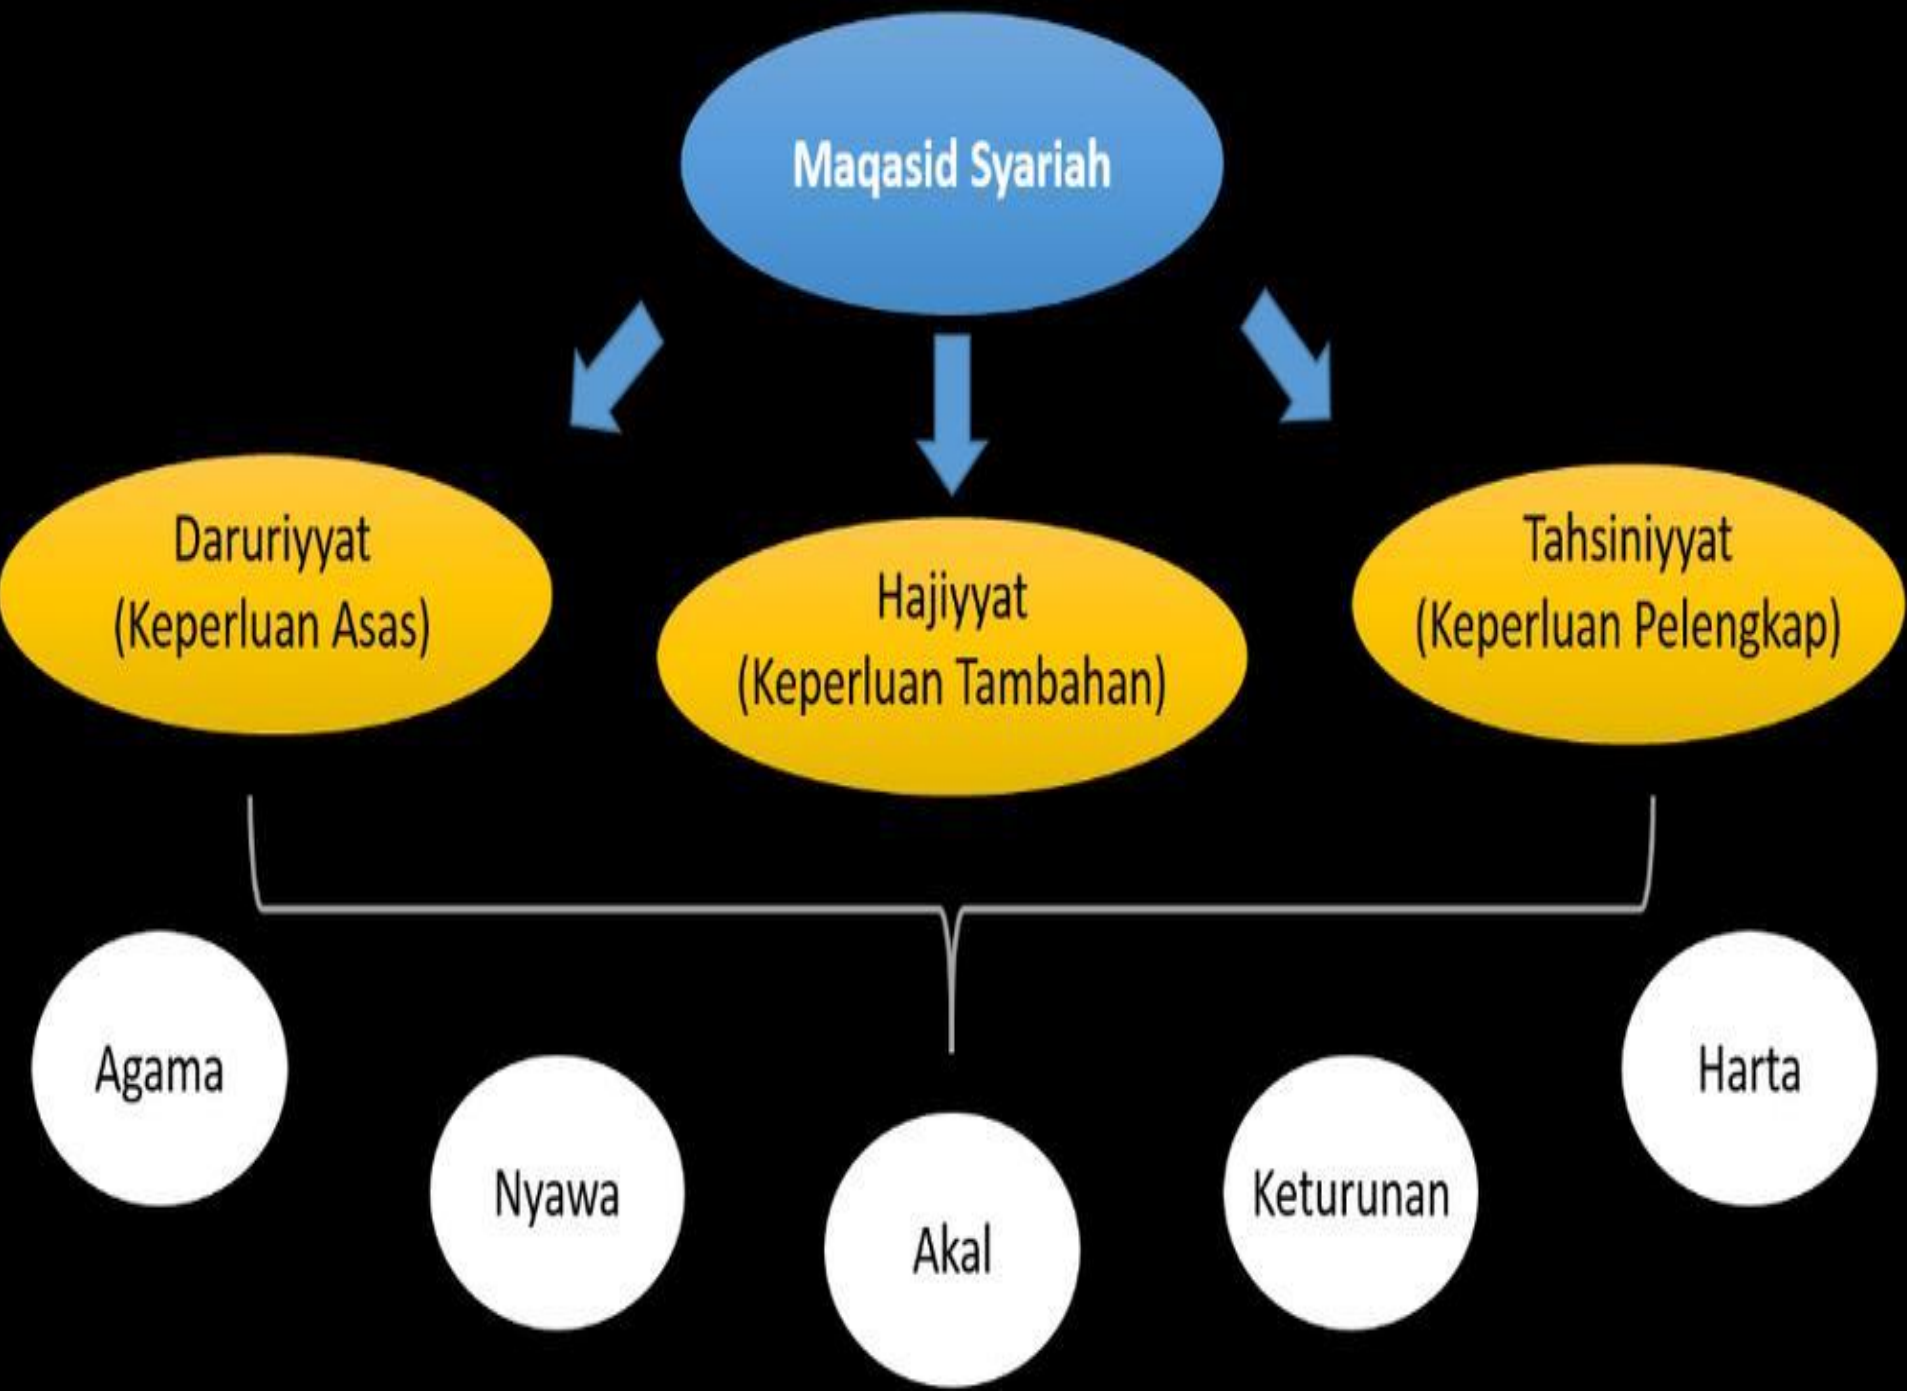 Maqasid Syariah
Daruriyyat
(Keperluan Asas)
Hajiyyat
(Keperluan Tambahan)
Tahsiniyyat
(Keperluan Pelengkap)
Agama
Nyawa
Akal
Keturunan
Harta